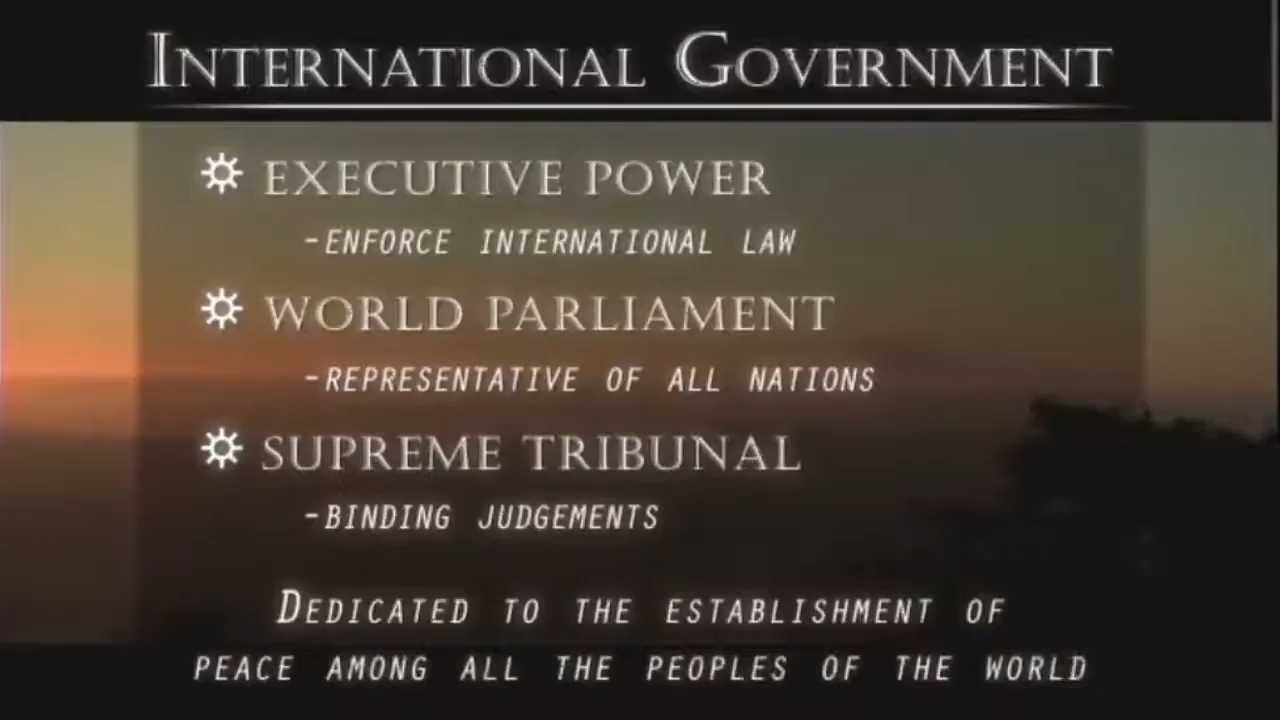 INTERNATIONAL GOVERNMENT
EXECUTIVE POWER
-ENFORCE INTERNATIONAL LAW
WORLD PARLIAMENT
-REPRESENTATIVE OF ALL NATIONS
SUPREME TRIBUNAL
-BINDING JUDGEMENTS
DEDICATED TO THE ESTABLISHMENT OF
PEACE AMONG ALL THE PEOPLES OF THE WORLD